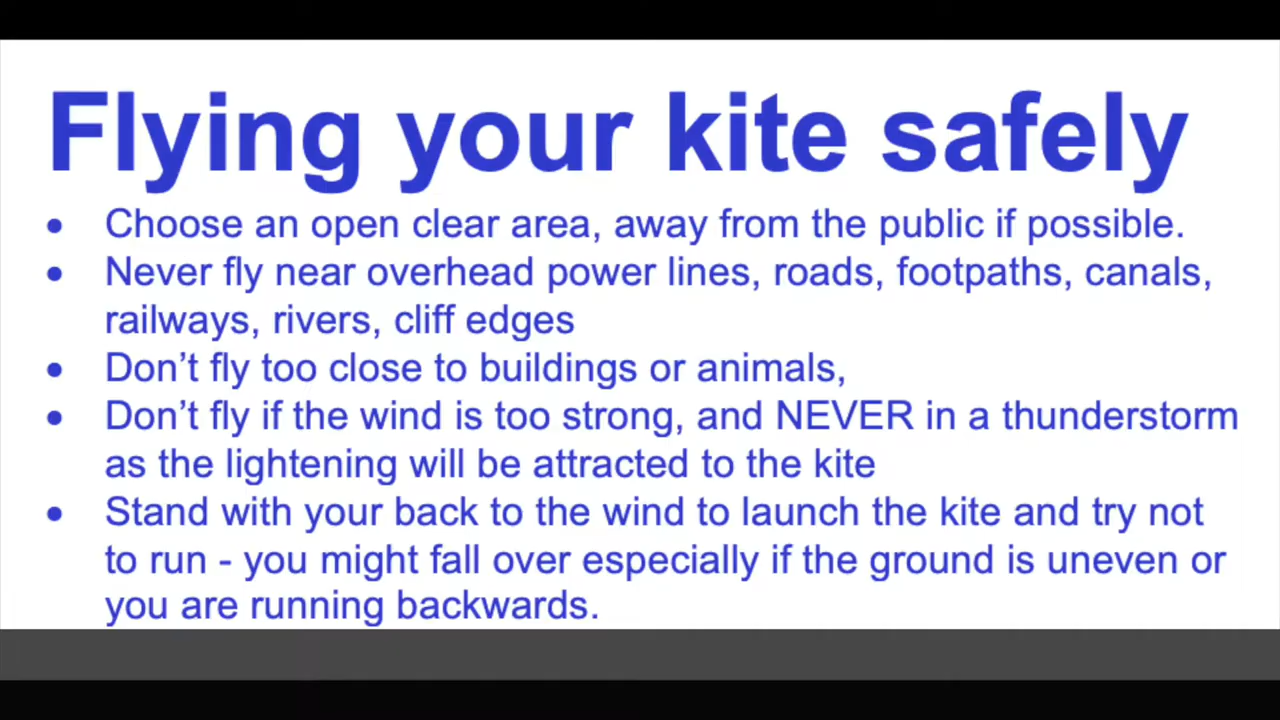 Flying your kite safely
• Choose an open clear area, away from the public if possible.
• Never fly near overhead power lines, roads, footpaths, canals,
railways, rivers, cliff edges
• Don’t fly too close to buildings or animals,
• Don’t fly if the wind is too strong, and NEVER in a thunderstorm
as the lightening will be attracted to the kite
• Stand with your back to the wind to launch the kite and try not
to run - you might fall over especially if the ground is uneven or
you are running backwards.